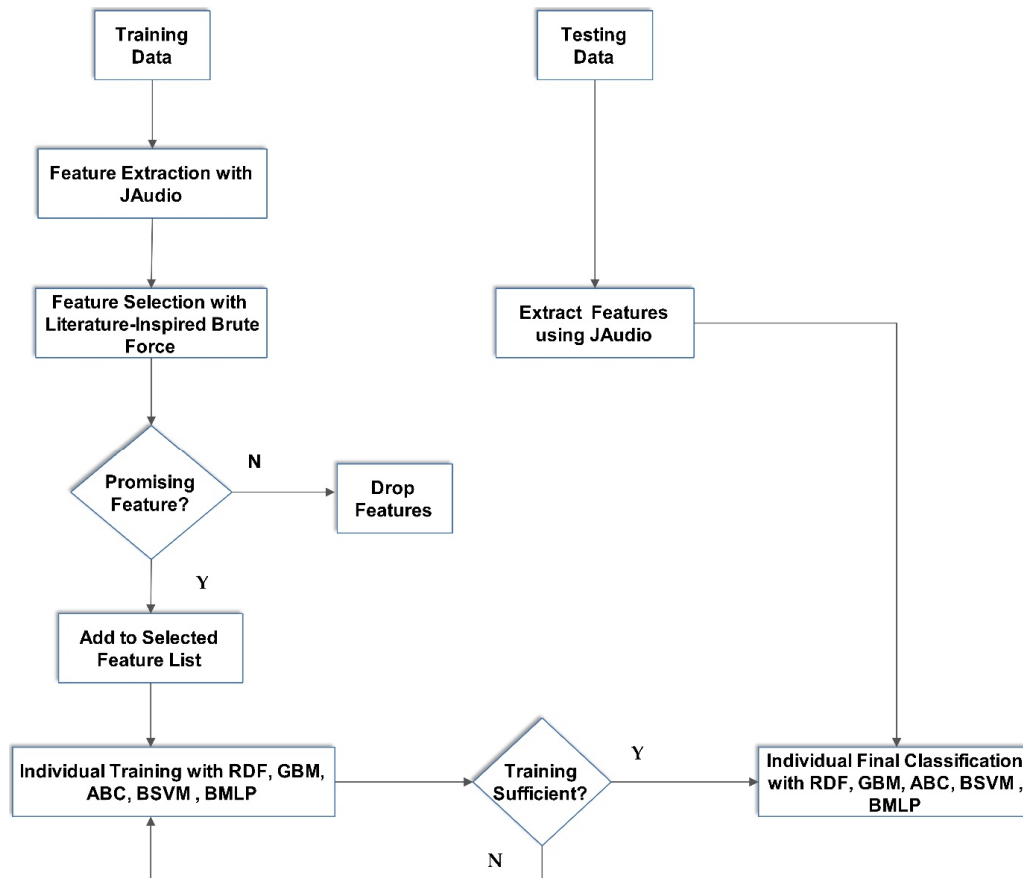 Training
Data
Testing
Data
Feature Extraction with
JAudio
Feature Selection with
Literature-Inspired Brute
Force
Extract Features
using JAudio
Promising
Feature?
N
Drop
Features
Y
Add to Selected
Feature List
Individual Training with RDF, GBM,
ABC, BSVM , BMLP
Training
Sufficient?
Y
N
Individual Final Classification
with RDF, GBM, ABC, BSVM ,
BMLP